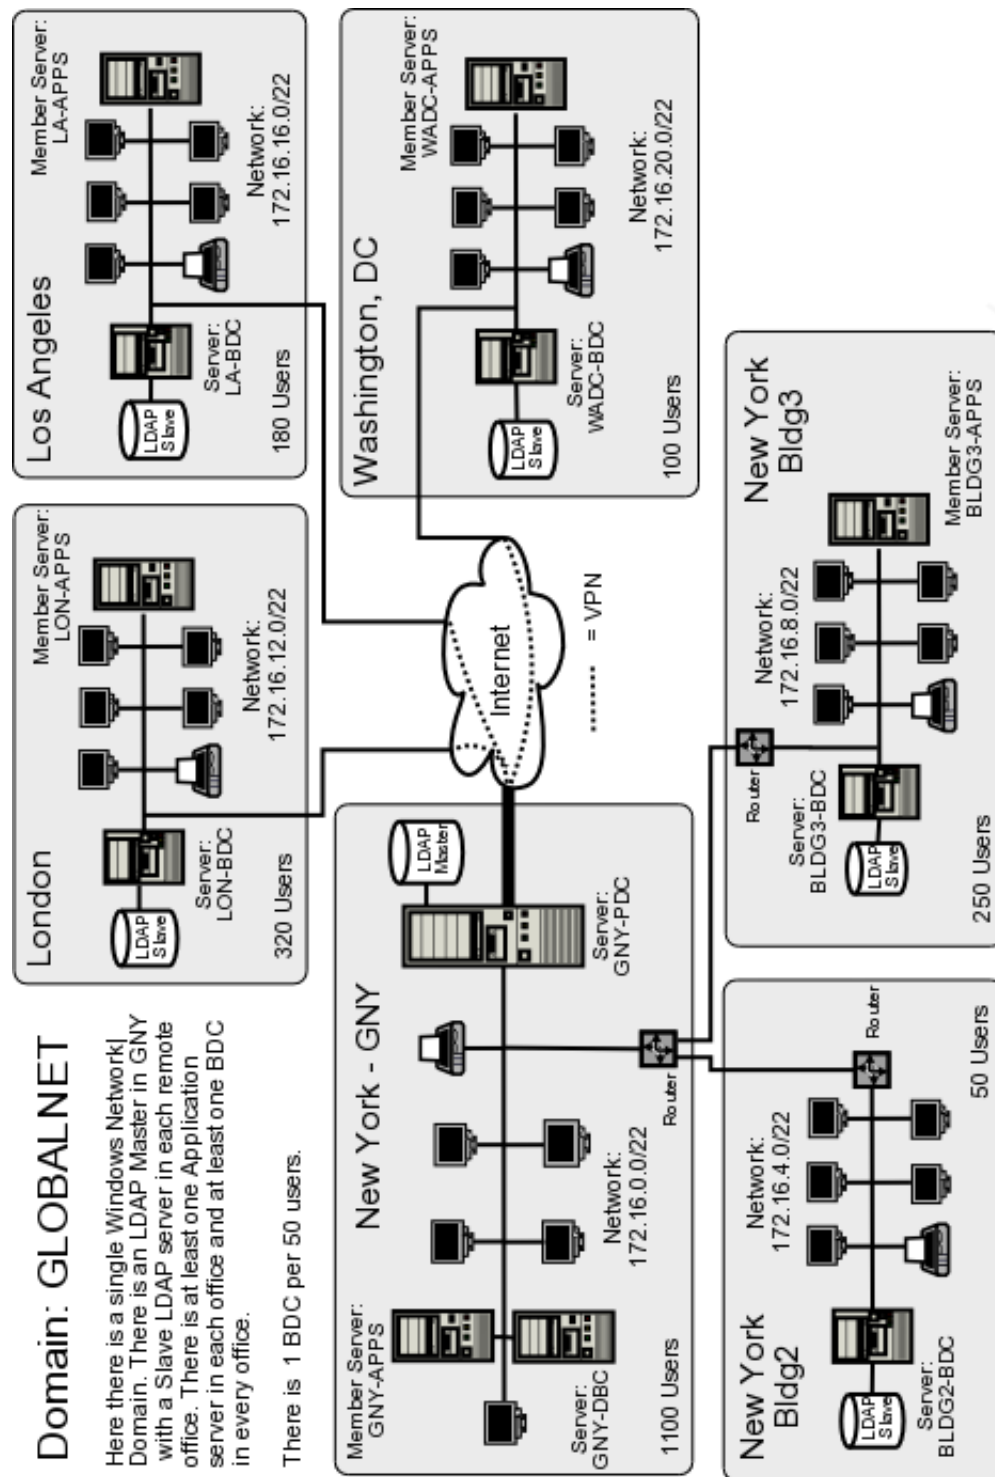 Domain: GLOBALNET
Here there is a single Windows Network
Domain. There is an LDAP Master in GNY
with a Slave LDAP server in each remote
office. There is at least one Application
server in each office and at least one BDC
in every office.
There is 1 BDC per 50 users.
London
Member Server:
LON-APPS
LDAP
Slave
Server:
LON-BDC
Network:
172.16.12.0/22
320 Users
Los Angeles
Member Server:
LA-APPS
LDAP
Slave
Server:
LA-BDC
Network:
172.16.16.0/22
180 Users
Washington, DC
Member Server:
WADC-APPS
LDAP
Slave
Server:
WADC-BDC
Network:
172.16.20.0/22
100 Users
Internet
= VPN
New York - GNY
Member Server:
GNY-APPS
LDAP
Master
Server:
GNY-DBC
Network:
172.16.0.0/22
Router
Server:
GNY-PDC
1100 Users
New York
Bldg2
Network:
172.16.4.0/22
Router
LDAP
Slave
Server:
BLDG2-BDC
50 Users
New York
Bldg3
Router
Network:
172.16.8.0/22
Server:
BLDG3-BDC
LDAP
Slave
Member Server:
BLDG3-APPS
250 Users